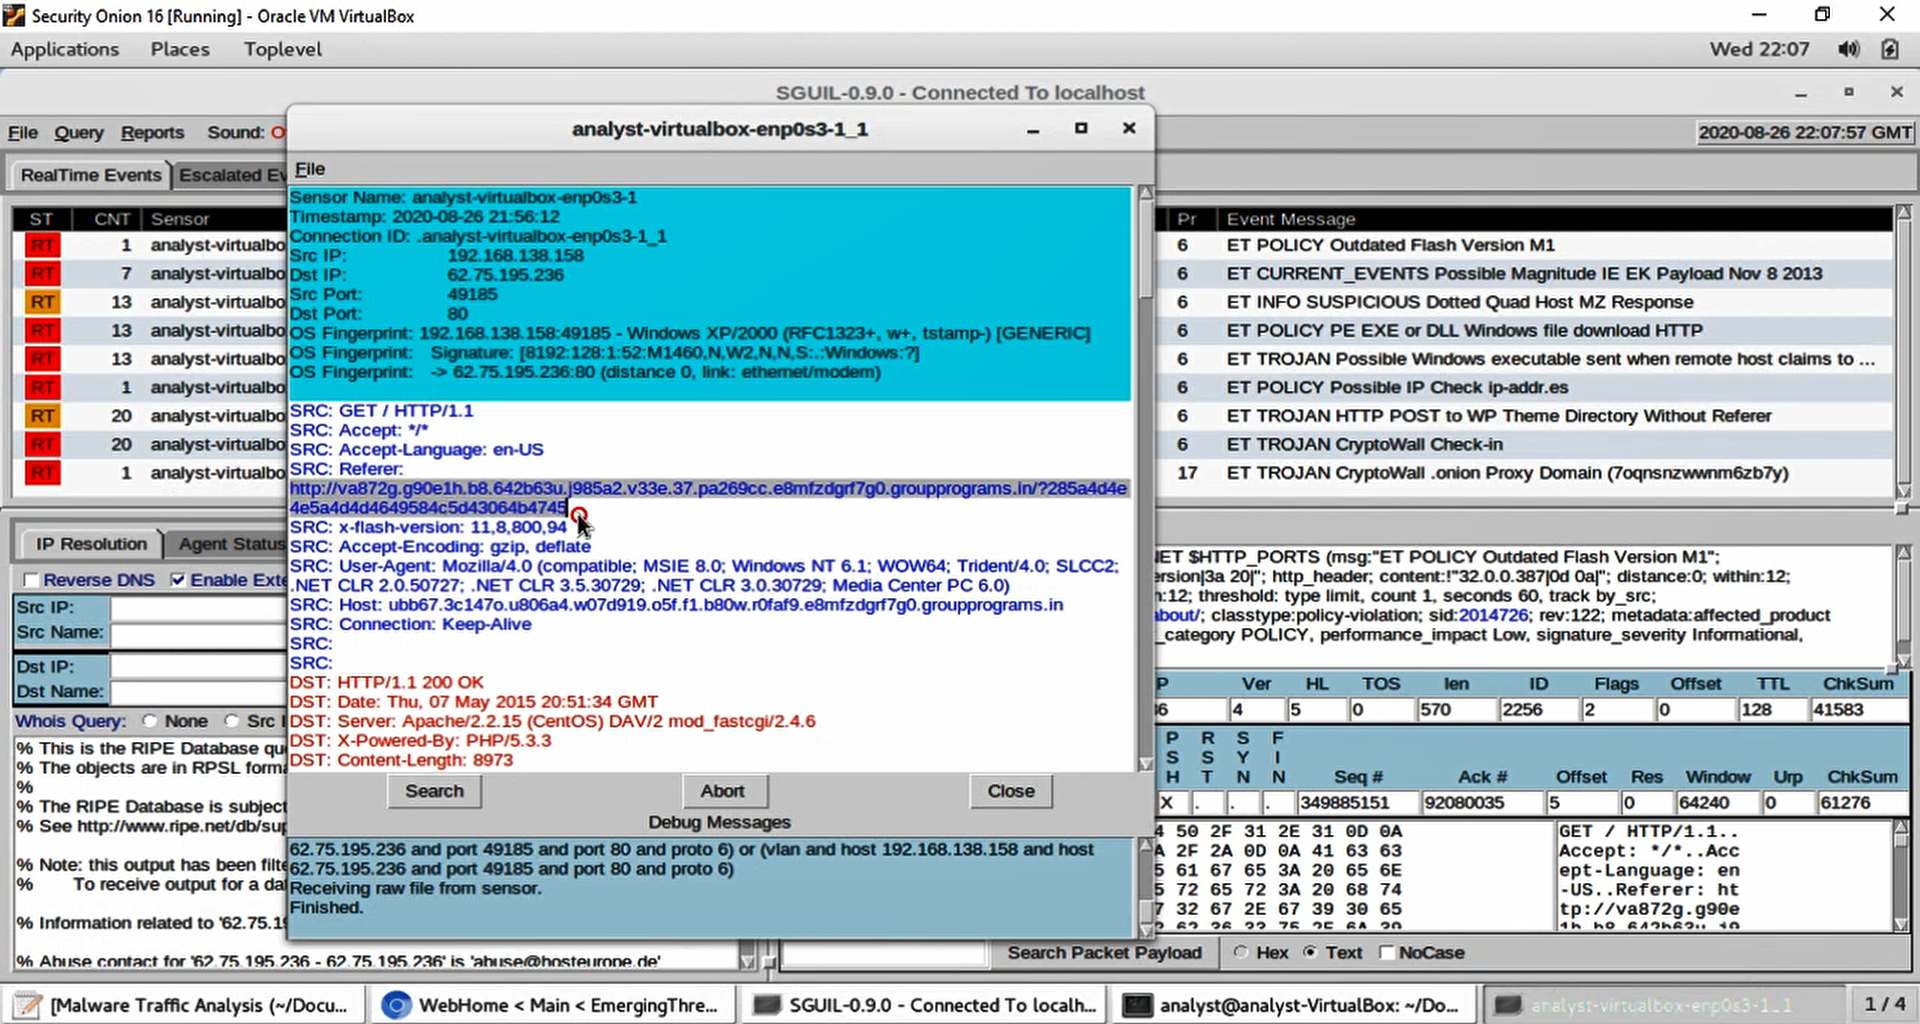 Security Onion 16 [Running] - Oracle VM VirtualBox
Applications Places Toplevel Wed 22:07
SGUIL-0.9.0 - Connected To localhost
File Query Reports Sound: O 2020-08-26 22:07:57 GMT
RealTime Events Escalated Ev
ST CNT Sensor Pr Event Message
RT 1 analyst-virtualbo 6 ET POLICY Outdated Flash Version M1
RT 7 analyst-virtualbo 6 ET CURRENT_EVENTS Possible Magnitude IE EK Payload Nov 8 2013
RT 13 analyst-virtualbo 6 ET INFO SUSPICIOUS Dotted Quad Host MZ Response
RT 13 analyst-virtualbo 6 ET POLICY PE EXE or DLL Windows file download HTTP
RT 13 analyst-virtualbo 6 ET TROJAN Possible Windows executable sent when remote host claims to ...
RT 1 analyst-virtualbo 6 ET POLICY Possible IP Check ip-addr.es
RT 20 analyst-virtualbo 6 ET TROJAN HTTP POST to WP Theme Directory Without Referer
RT 20 analyst-virtualbo 6 ET TROJAN CryptoWall Check-in
RT 1 analyst-virtualbo 17 ET TROJAN CryptoWall .onion Proxy Domain (7oqnsnzwwnm6zb7y)
analyst-virtualbox-enp0s3-1_1
File
Sensor Name: analyst-virtualbox-enp0s3-1
Timestamp: 2020-08-26 21:56:12
Connection ID: .analyst-virtualbox-enp0s3-1_1
Src IP: 192.168.138.158
Dst IP: 62.75.195.236
Src Port: 49185
Dst Port: 80
OS Fingerprint: 192.168.138.158:49185 - Windows XP/2000 (RFC1323+, w+, tstamp-) [GENERIC]
OS Fingerprint: Signature: [8192:128:1:52:M1460,N,W2,N,N,S:.:Windows:?]
OS Fingerprint: -> 62.75.195.236:80 (distance 0, link: ethernet/modem)
SRC: GET / HTTP/1.1
SRC: Accept: */*
SRC: Accept-Language: en-US
SRC: Referer:
http://va872g.g90e1h.b8.642b63u.j985a2.v33e.37.pa269cc.e8mfzdgrf7g0.groupprograms.in/?285a4d4e
4e5a4d4d4649584c5d43064b4745
SRC: x-flash-version: 11,8,800,94
SRC: Accept-Encoding: gzip, deflate
SRC: User-Agent: Mozilla/4.0 (compatible; MSIE 8.0; Windows NT 6.1; WOW64; Trident/4.0; SLCC2;
.NET CLR 2.0.50727; .NET CLR 3.5.30729; .NET CLR 3.0.30729; Media Center PC 6.0)
SRC: Host: ubb67.3c147o.u806a4.w07d919.o5f.f1.b80w.r0faf9.e8mfzdgrf7g0.groupprograms.in
SRC: Connection: Keep-Alive
SRC:
SRC:
DST: HTTP/1.1 200 OK
DST: Date: Thu, 07 May 2015 20:51:34 GMT
DST: Server: Apache/2.2.15 (CentOS) DAV/2 mod_fastcgi/2.4.6
DST: X-Powered-By: PHP/5.3.3
DST: Content-Length: 8973
Search Abort Close
Debug Messages
62.75.195.236 and port 49185 and port 80 and proto 6) or (vlan and host 192.168.138.158 and host
62.75.195.236 and port 49185 and port 80 and proto 6)
Receiving raw file from sensor.
Finished.
IP Resolution Agent Status
Reverse DNS Enable Exte
Src IP:
Src Name:
Dst IP:
Dst Name:
Whois Query: None Src I
% This is the RIPE Database qu
% The objects are in RPSL form
%
% The RIPE Database is subject
% See http://www.ripe.net/db/sup
% Note: this output has been filte
% To receive output for a da
% Information related to '62.75.19
% Abuse contact for '62.75.195.236 - 62.75.195.236' is 'abuse@hosteurope.de'
NET $HTTP_PORTS (msg:"ET POLICY Outdated Flash Version M1";
ersion|3a 20|"; http_header; content:!"32.0.0.387|0d 0a|"; distance:0; within:12;
n:12; threshold: type limit, count 1, seconds 60, track by_src;
about/; classtype:policy-violation; sid:2014726; rev:122; metadata:affected_product
_category POLICY, performance_impact Low, signature_severity Informational,
P Ver HL TOS len ID Flags Offset TTL ChkSum
36 4 5 0 570 2256 2 0 128 41583
P R S F
S S Y I
H T N N Seq # Ack # Offset Res Window Urp ChkSum
X . . . 349885151 92080035 5 0 64240 0 61276
4 50 2F 31 2E 31 0D 0A GET / HTTP/1.1..
A 2F 2A 0D 0A 41 63 63 Accept: */*..Acc
5 61 67 65 3A 20 65 6E ept-Language: en
5 72 65 72 3A 20 68 74 -US..Referer: ht
7 32 67 2E 67 39 30 65 tp://va872g.g90e
Search Packet Payload Hex Text NoCase
[Malware Traffic Analysis (~/Docu... WebHome < Main < EmergingThre... SGUIL-0.9.0 - Connected To localh... analyst@analyst-VirtualBox: ~/Do... analyst-virtualbox-enp0s3-1_1 1 / 4